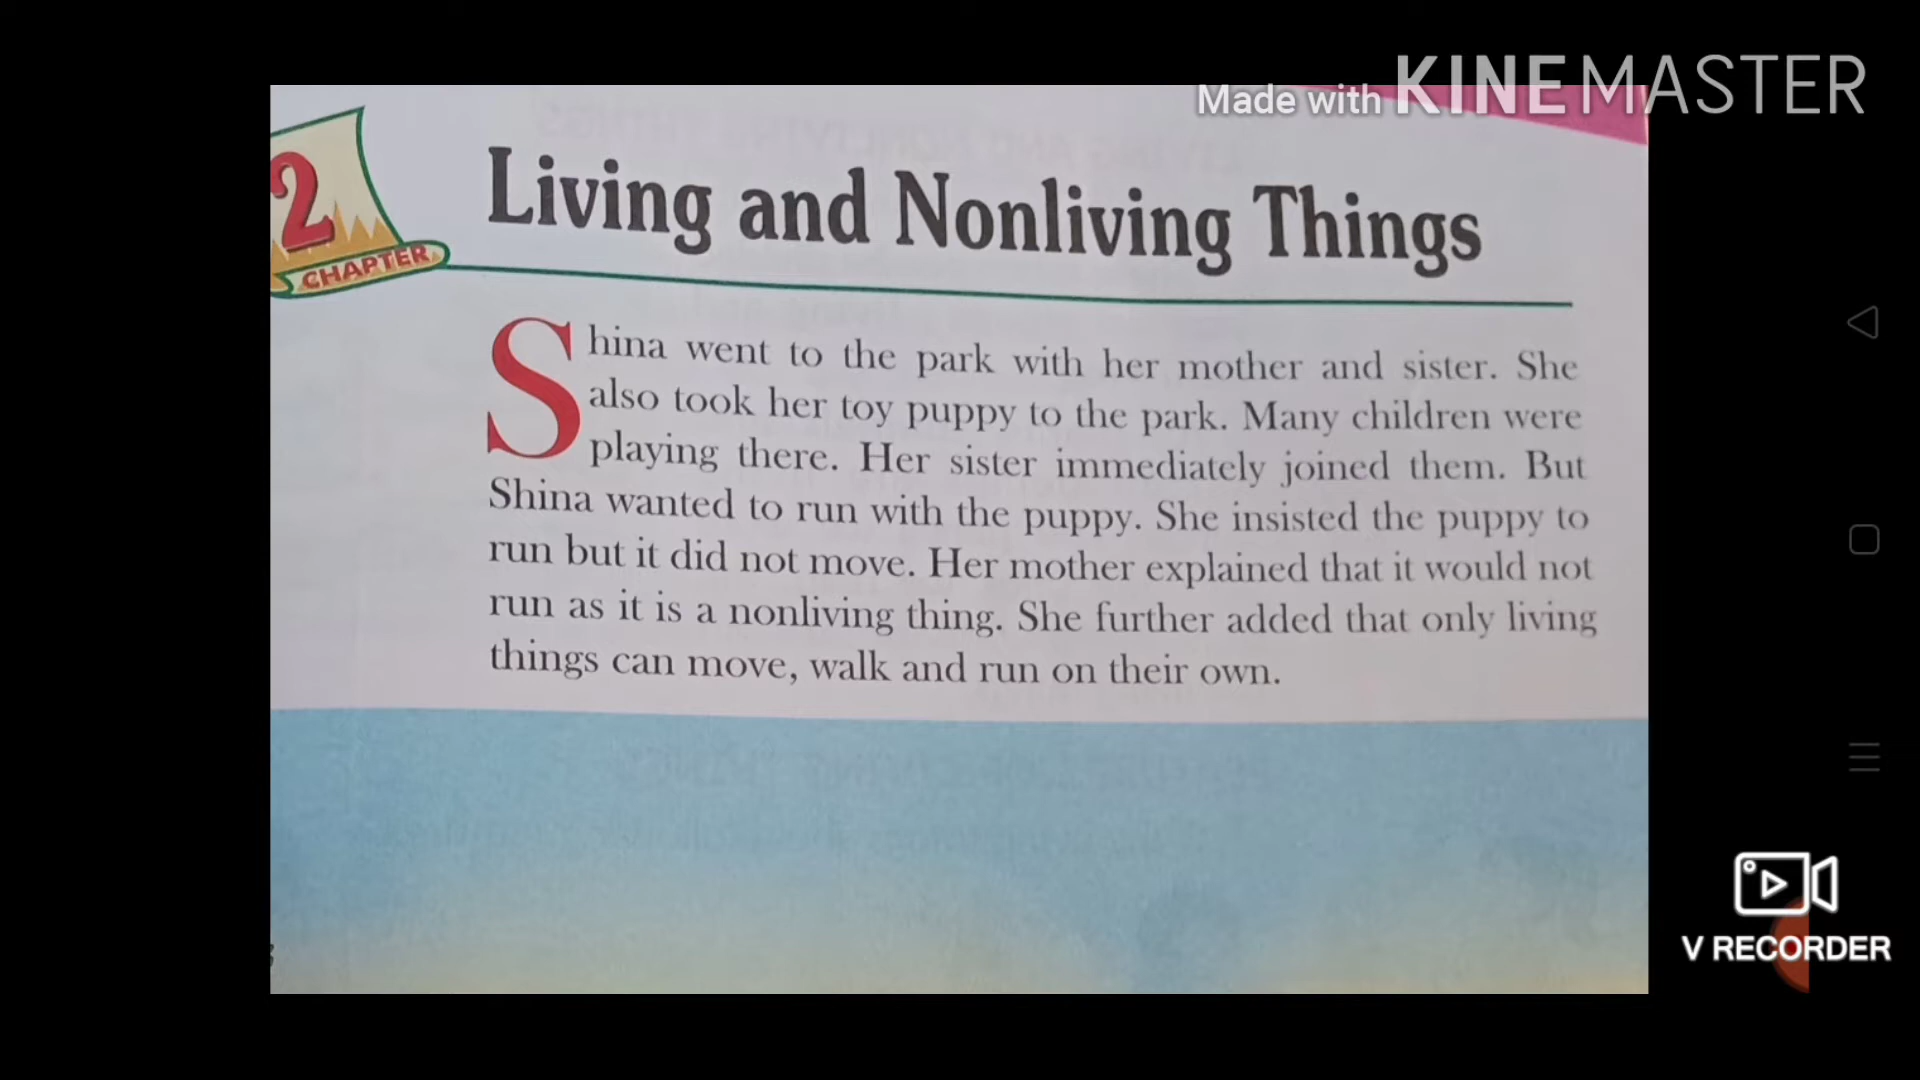 Made with KINEMASTER
2
CHAPTER
Living and Nonliving Things
Shina went to the park with her mother and sister. She
also took her toy puppy to the park. Many children were
playing there. Her sister immediately joined them. But
Shina wanted to run with the puppy. She insisted the puppy to
run but it did not move. Her mother explained that it would not
run as it is a nonliving thing. She further added that only living
things can move, walk and run on their own.
V RECORDER